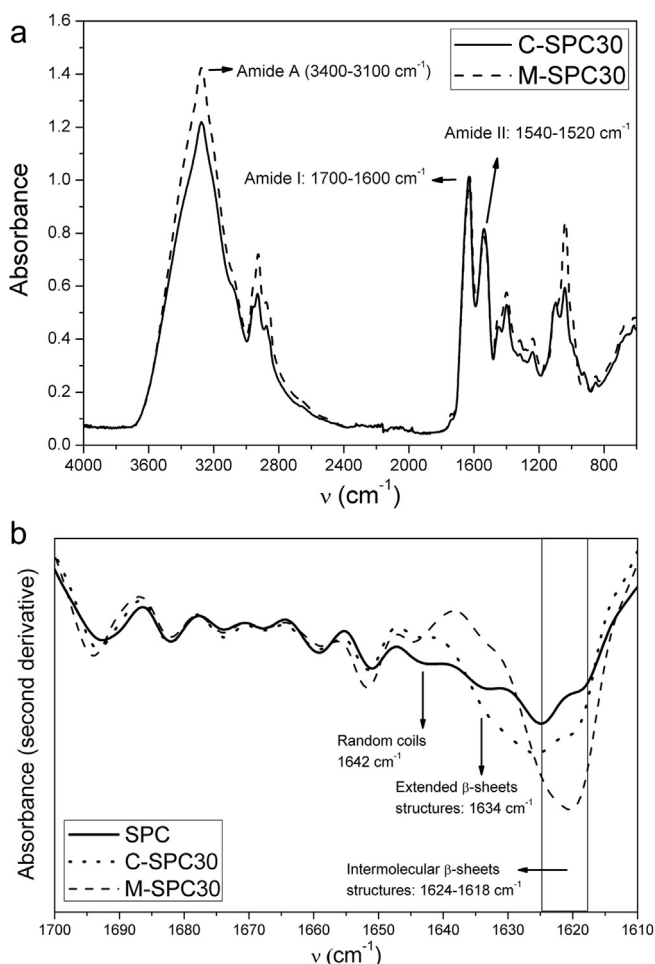 a
C-SPC30
M-SPC30
Amide A (3400-3100 cm⁻¹)
Amide II: 1540-1520 cm⁻¹
Amide I: 1700-1600 cm⁻¹
Absorbance
1.6
1.4
1.2
1.0
0.8
0.6
0.4
0.2
0.0
4000 3600 3200 2800 2400 2000 1600 1200 800
ν (cm⁻¹)
b
Absorbance (second derivative)
Random coils
1642 cm⁻¹
Extended β-sheets
structures: 1634 cm⁻¹
Intermolecular β-sheets
structures: 1624-1618 cm⁻¹
SPC
C-SPC30
M-SPC30
1700 1690 1680 1670 1660 1650 1640 1630 1620 1610
ν (cm⁻¹)